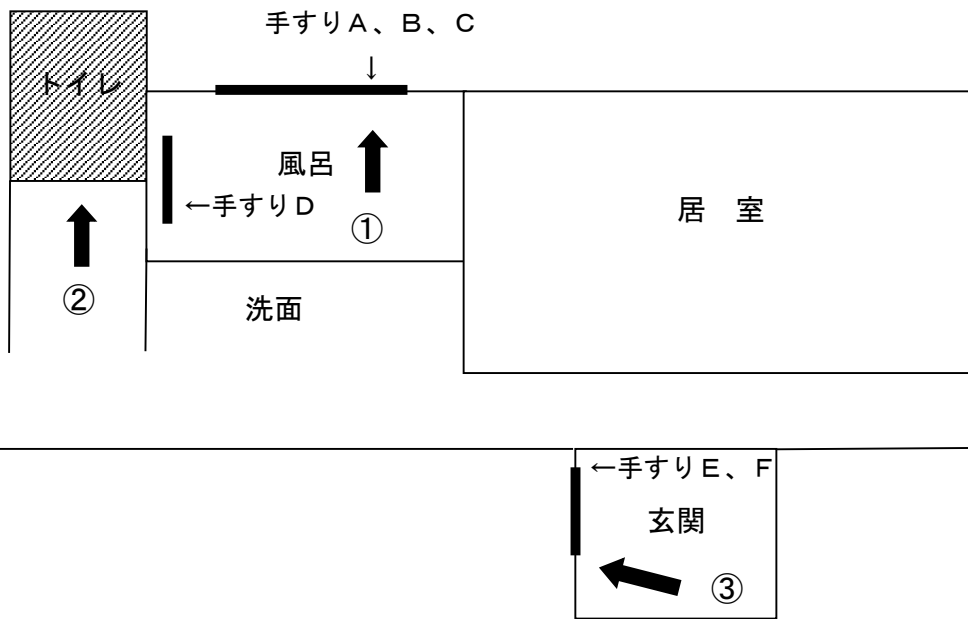 手すりA、B、C
↓
トイレ
風呂
←手すりD
①
居　室
②
洗面
←手すりE、F
玄関
③